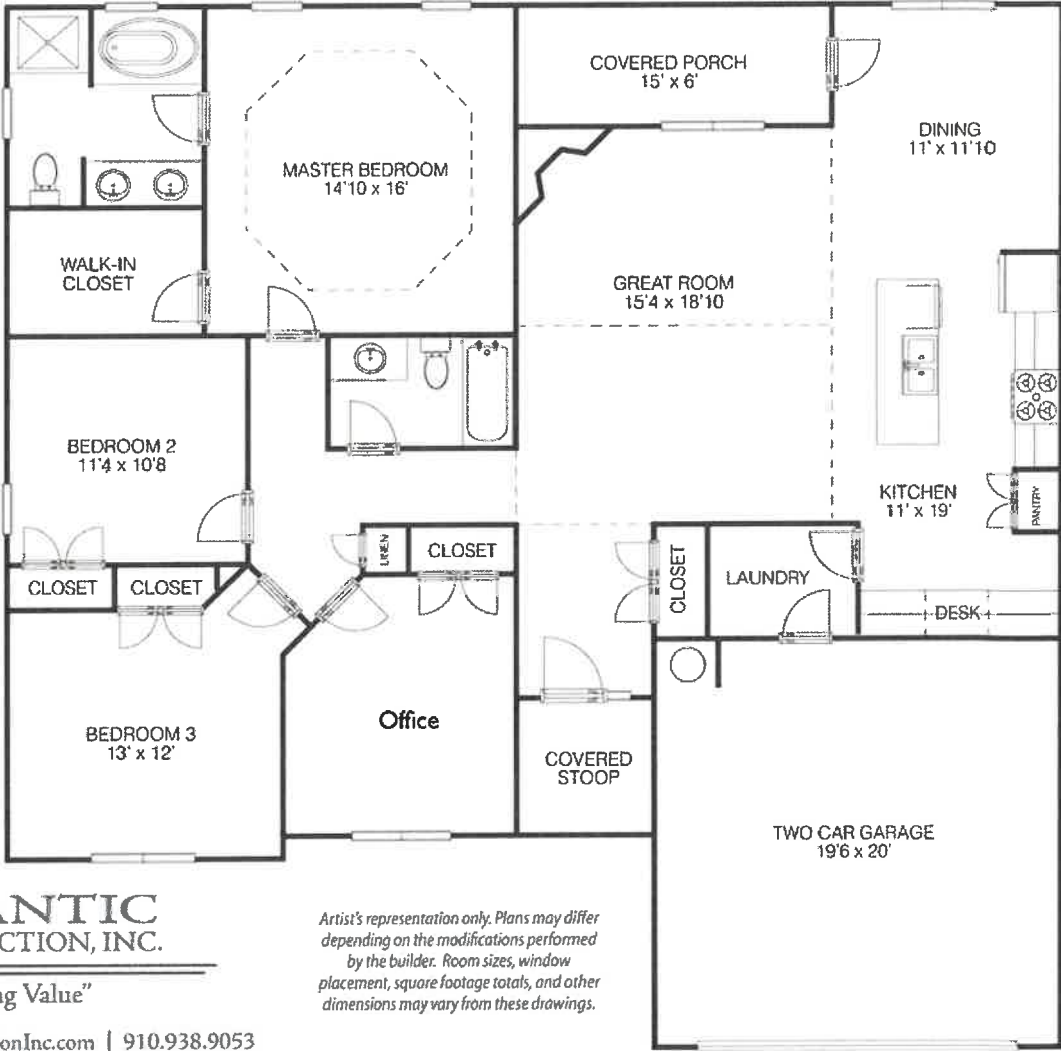 COVERED PORCH
15' x 6'
DINING
11' x 11'10
MASTER BEDROOM
14'10 x 16'
WALK-IN
CLOSET
GREAT ROOM
15'4 x 18'10
BEDROOM 2
11'4 x 10'8
KITCHEN
11' x 19'
PANTRY
LINEN
CLOSET
CLOSET
CLOSET
CLOSET
LAUNDRY
DESK
BEDROOM 3
13' x 12'
Office
COVERED
STOOP
TWO CAR GARAGE
19'6 x 20'
ANTIC
CTION, INC.
ng Value”
onInc.com | 910.938.9053
Artist's representation only. Plans may differ
depending on the modifications performed
by the builder. Room sizes, window
placement, square footage totals, and other
dimensions may vary from these drawings.